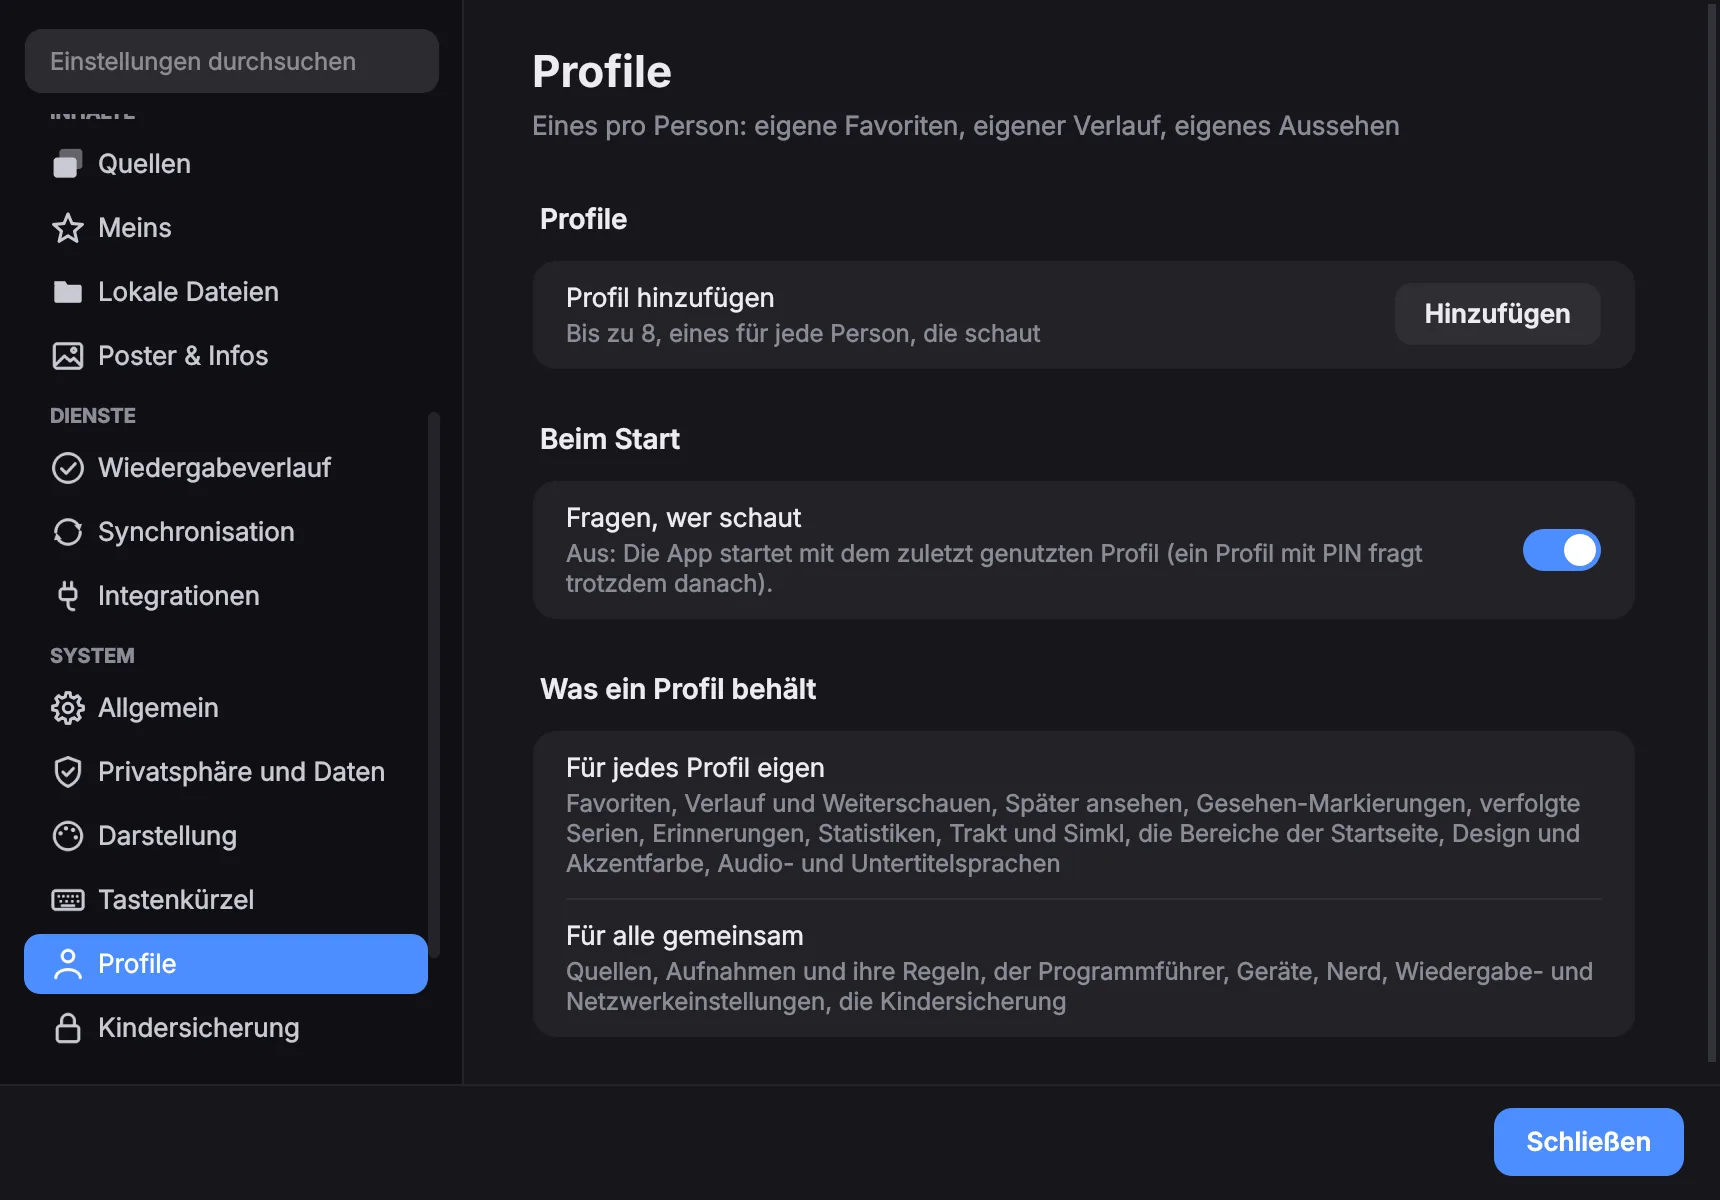 Einstellungen durchsuchen
INHALTE
Quellen
Meins
Lokale Dateien
Poster & Infos
DIENSTE
Wiedergabeverlauf
Synchronisation
Integrationen
SYSTEM
Allgemein
Privatsphäre und Daten
Darstellung
Tastenkürzel
Profile
Kindersicherung
Profile
Eines pro Person: eigene Favoriten, eigener Verlauf, eigenes Aussehen
Profile
Profil hinzufügen
Bis zu 8, eines für jede Person, die schaut
Hinzufügen
Beim Start
Fragen, wer schaut
Aus: Die App startet mit dem zuletzt genutzten Profil (ein Profil mit PIN fragt
trotzdem danach).
Was ein Profil behält
Für jedes Profil eigen
Favoriten, Verlauf und Weiterschauen, Später ansehen, Gesehen-Markierungen, verfolgte
Serien, Erinnerungen, Statistiken, Trakt und Simkl, die Bereiche der Startseite, Design und
Akzentfarbe, Audio- und Untertitelsprachen
Für alle gemeinsam
Quellen, Aufnahmen und ihre Regeln, der Programmführer, Geräte, Nerd, Wiedergabe- und
Netzwerkeinstellungen, die Kindersicherung
Schließen